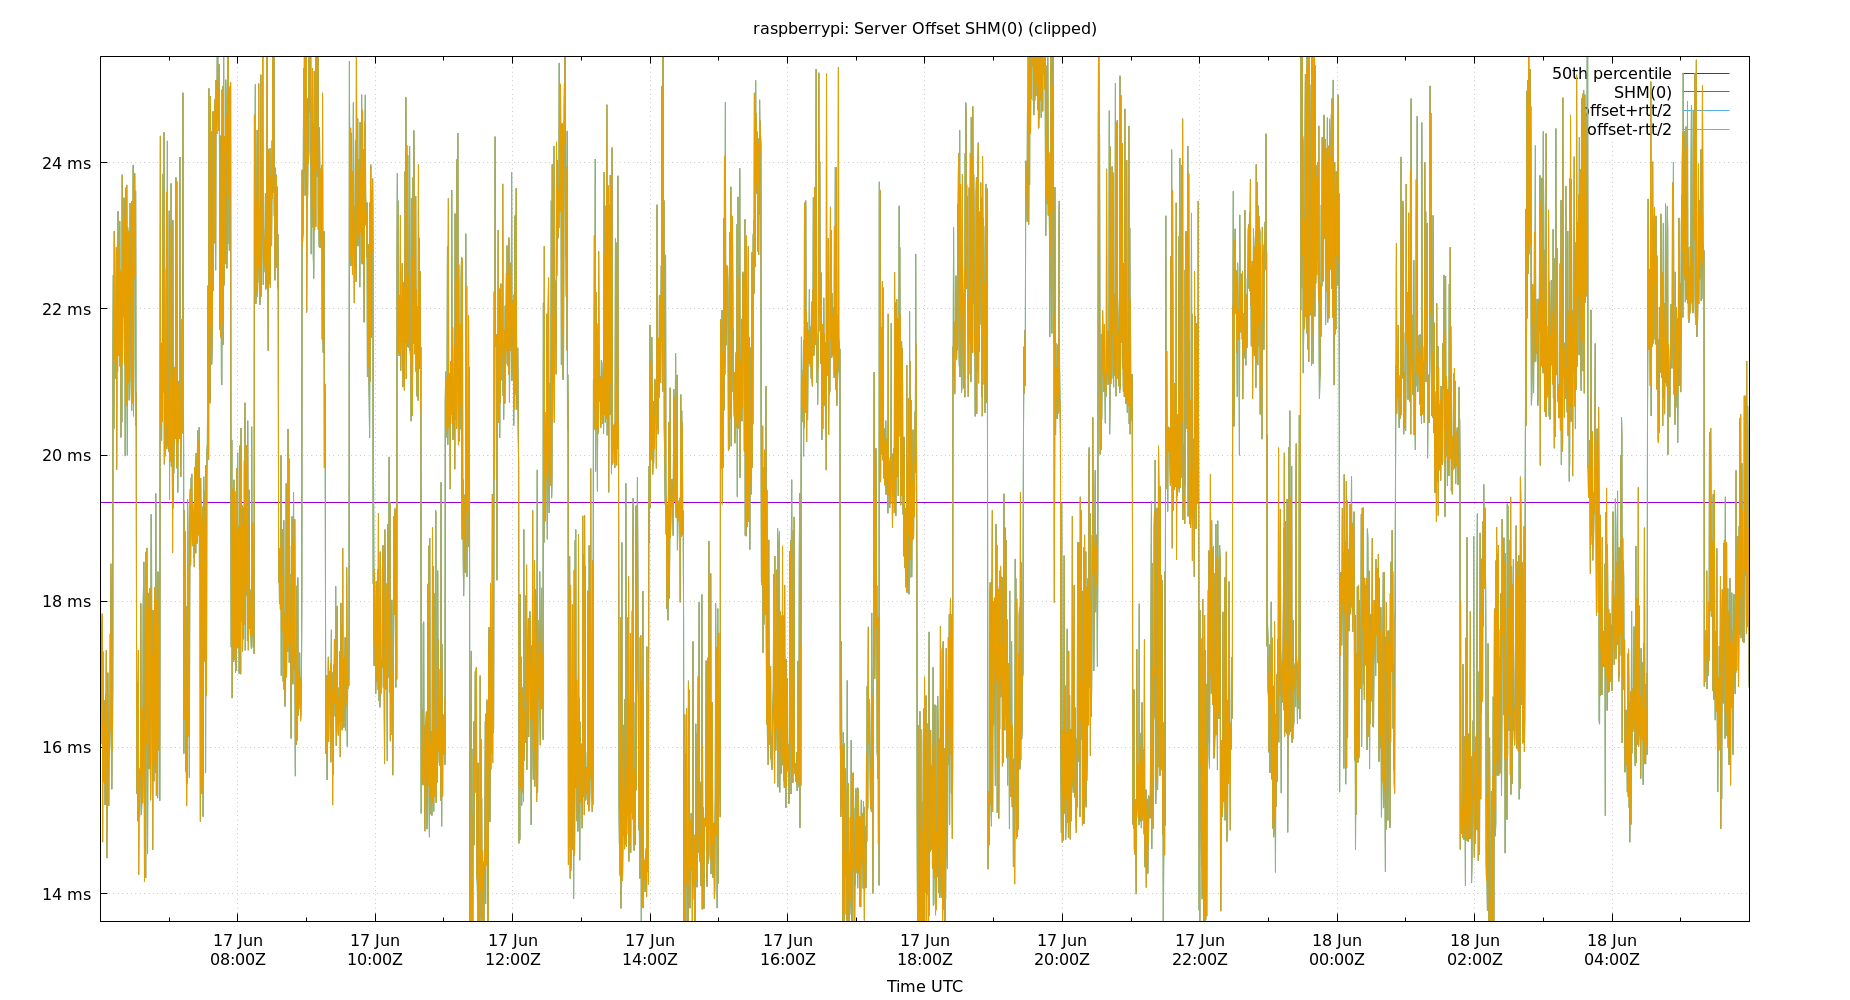 raspberrypi: Server Offset SHM(0) (clipped)
50th percentile
SHM(0)
offset+rtt/2
offset-rtt/2
24 ms
22 ms
20 ms
18 ms
16 ms
14 ms
17 Jun 17 Jun 17 Jun 17 Jun 17 Jun 17 Jun 17 Jun 17 Jun 18 Jun 18 Jun 18 Jun
08:00Z 10:00Z 12:00Z 14:00Z 16:00Z 18:00Z 20:00Z 22:00Z 00:00Z 02:00Z 04:00Z
Time UTC